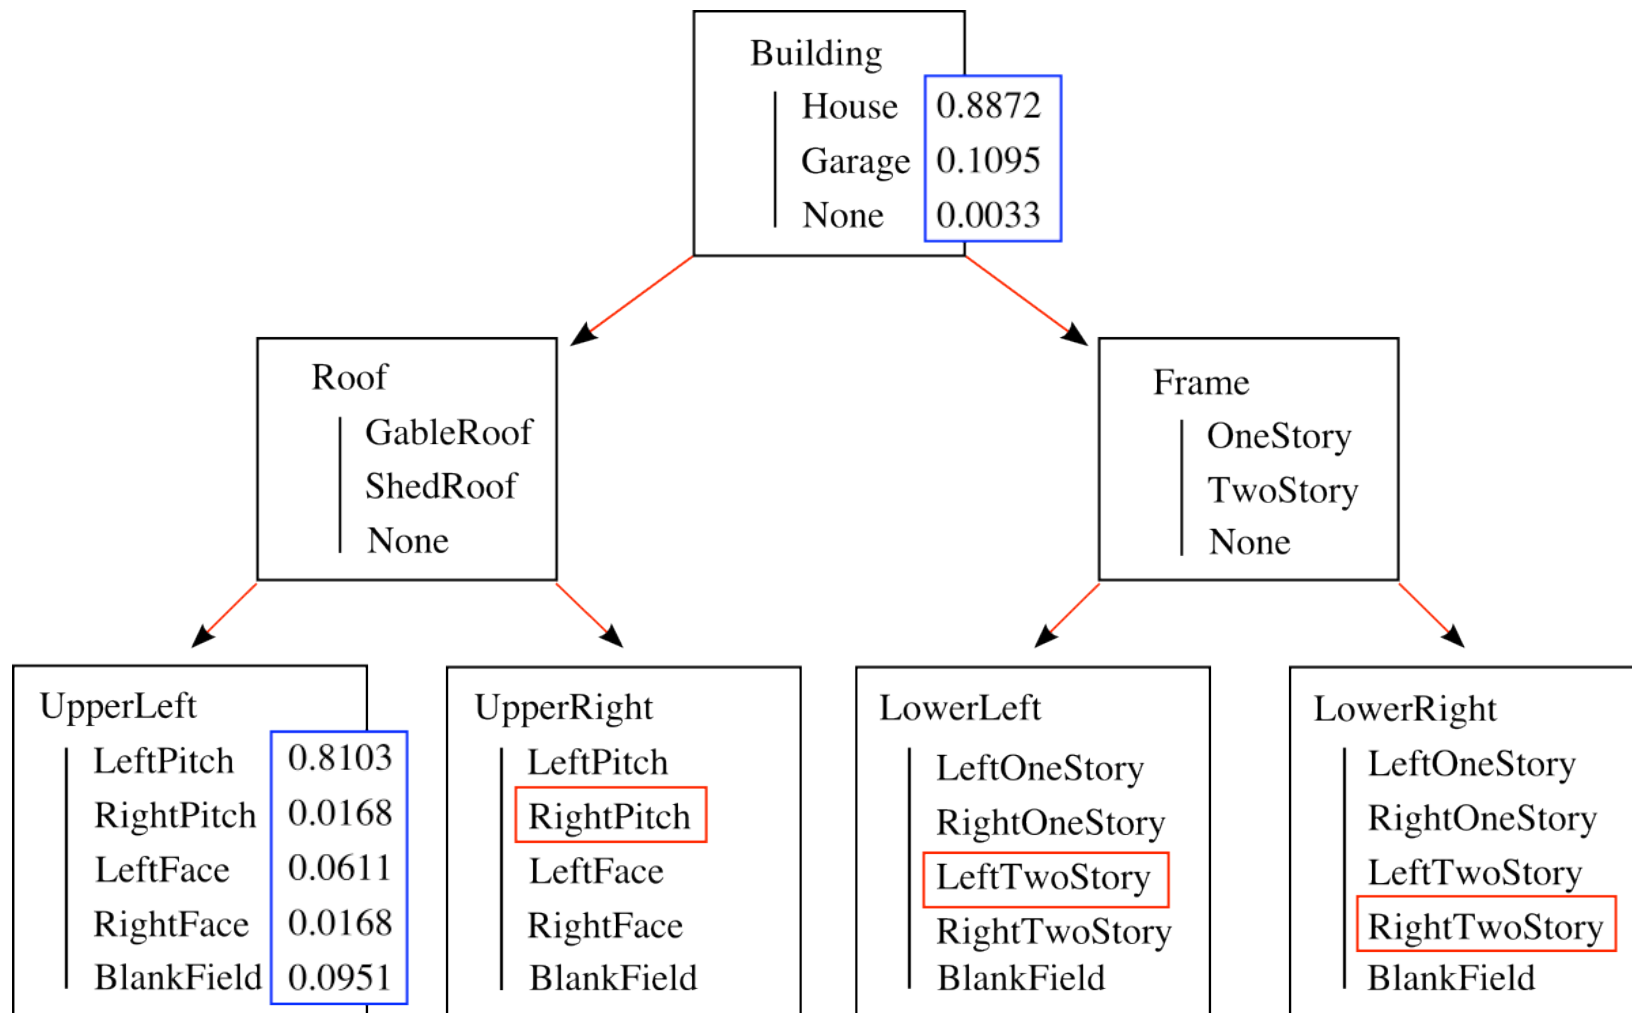 Building
House 0.8872
Garage 0.1095
None 0.0033
Roof
GableRoof
ShedRoof
None
Frame
OneStory
TwoStory
None
UpperLeft
LeftPitch 0.8103
RightPitch 0.0168
LeftFace 0.0611
RightFace 0.0168
BlankField 0.0951
UpperRight
LeftPitch
RightPitch
LeftFace
RightFace
BlankField
LowerLeft
LeftOneStory
RightOneStory
LeftTwoStory
RightTwoStory
BlankField
LowerRight
LeftOneStory
RightOneStory
LeftTwoStory
RightTwoStory
BlankField